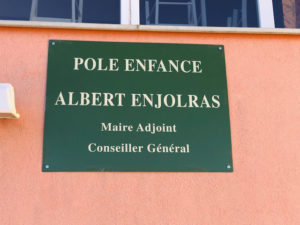 POLE ENFANCE
ALBERT ENJOLRAS
Maire Adjoint
Conseiller Général